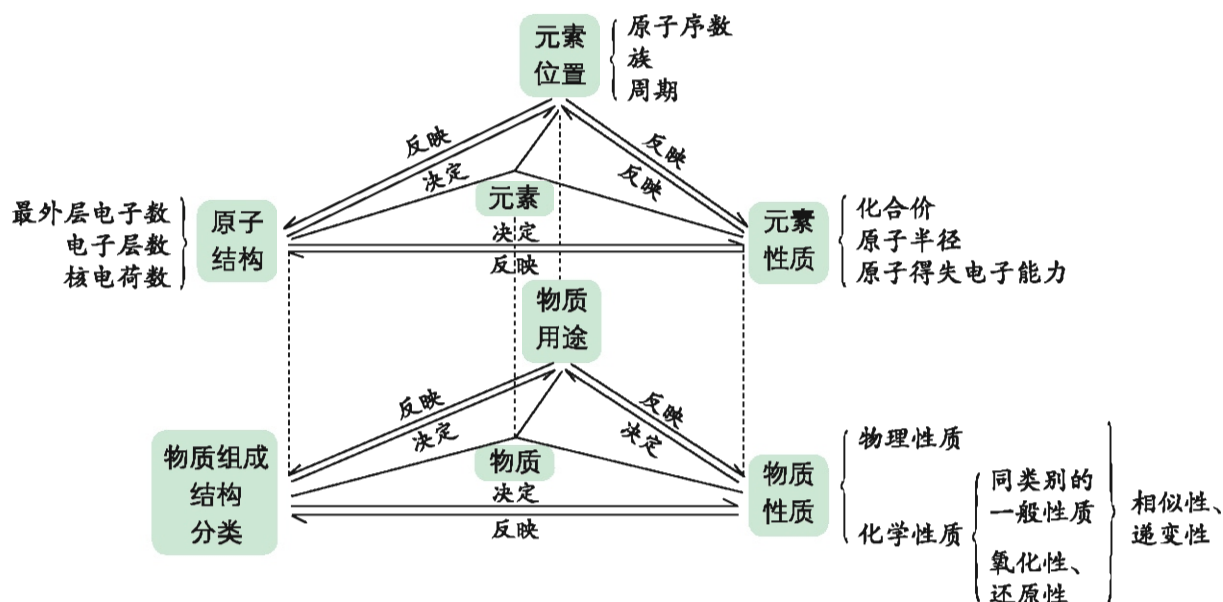 元素
位置
原子序数
族
周期
反映
决定
反映
反映
元素
最外层电子数
电子层数
核电荷数
原子
结构
决定
反映
元素
性质
化合价
原子半径
原子得失电子能力
物质
用途
反映
决定
反映
决定
物质
物质组成
结构
分类
决定
反映
物质
性质
物理性质
化学性质
同类别的
一般性质
氧化性、
还原性
相似性、
递变性